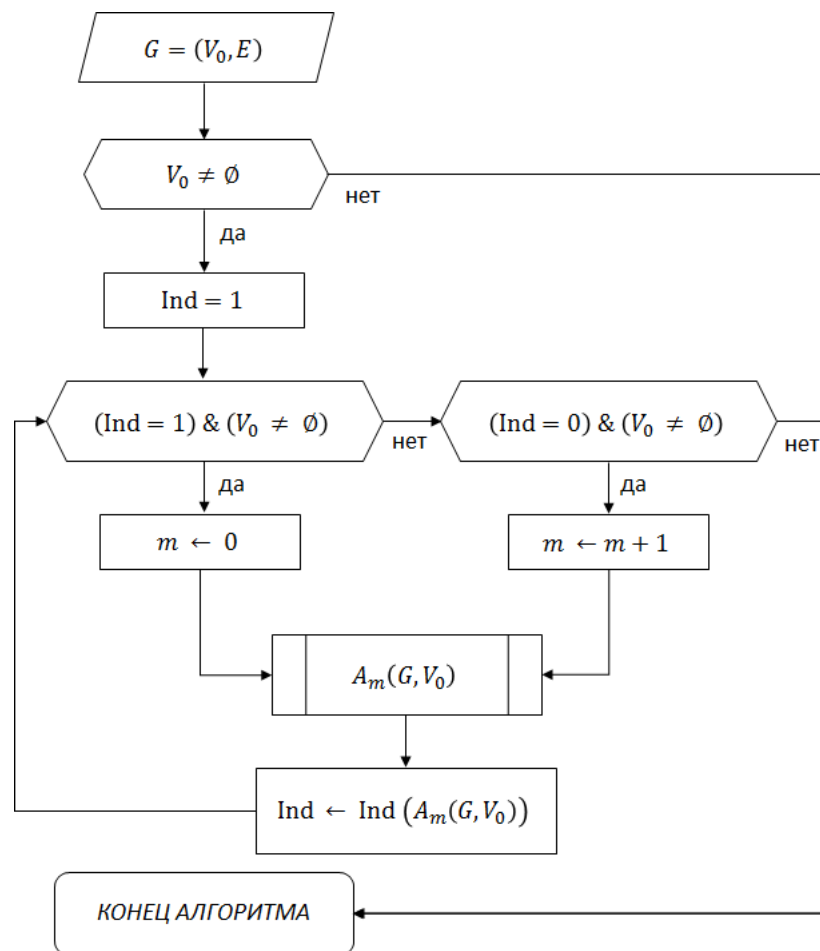 G = (V₀, E)
V₀ ≠ ∅
нет
да
Ind = 1
(Ind = 1) & (V₀ ≠ ∅)
нет
(Ind = 0) & (V₀ ≠ ∅)
нет
да
да
m ← 0
m ← m + 1
Aₘ(G, V₀)
Ind ← Ind (Aₘ(G, V₀))
КОНЕЦ АЛГОРИТМА